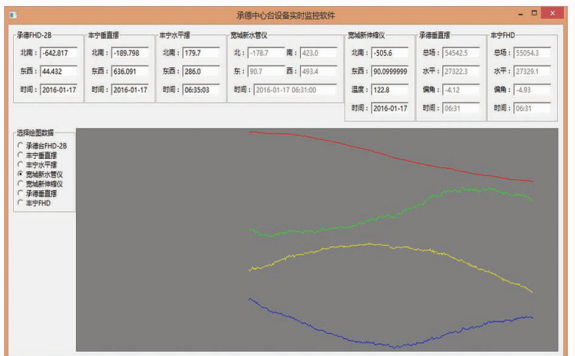 承德中心台设备实时监控软件
承德FHD-2B
北南： -642.817
东西： 44.432
时间： 2016-01-17
丰宁垂直摆
北南： -189.798
东西： 636.091
时间： 2016-01-17
丰宁水平摆
北南： 179.7
东西： 286.0
时间： 06:35:03
宽城新水管仪
北： -178.7 南： 423.0
东： 90.7 西： 493.4
时间： 2016-01-17 06:31:00
宽城新伸缩仪
北南： -505.6
东西： 90.0999999
温度： 122.8
时间： 2016-01-17
承德垂直摆
总场： 54542.5
水平： 27322.3
偏角： -4.12
时间： 06:31
丰宁FHD
总场： 55054.3
水平： 27329.1
偏角： -4.93
时间： 06:31
选择绘图数据
承德台FHD-2B
丰宁垂直摆
丰宁水平摆
宽城新水管仪
宽城新伸缩仪
承德垂直摆
丰宁FHD